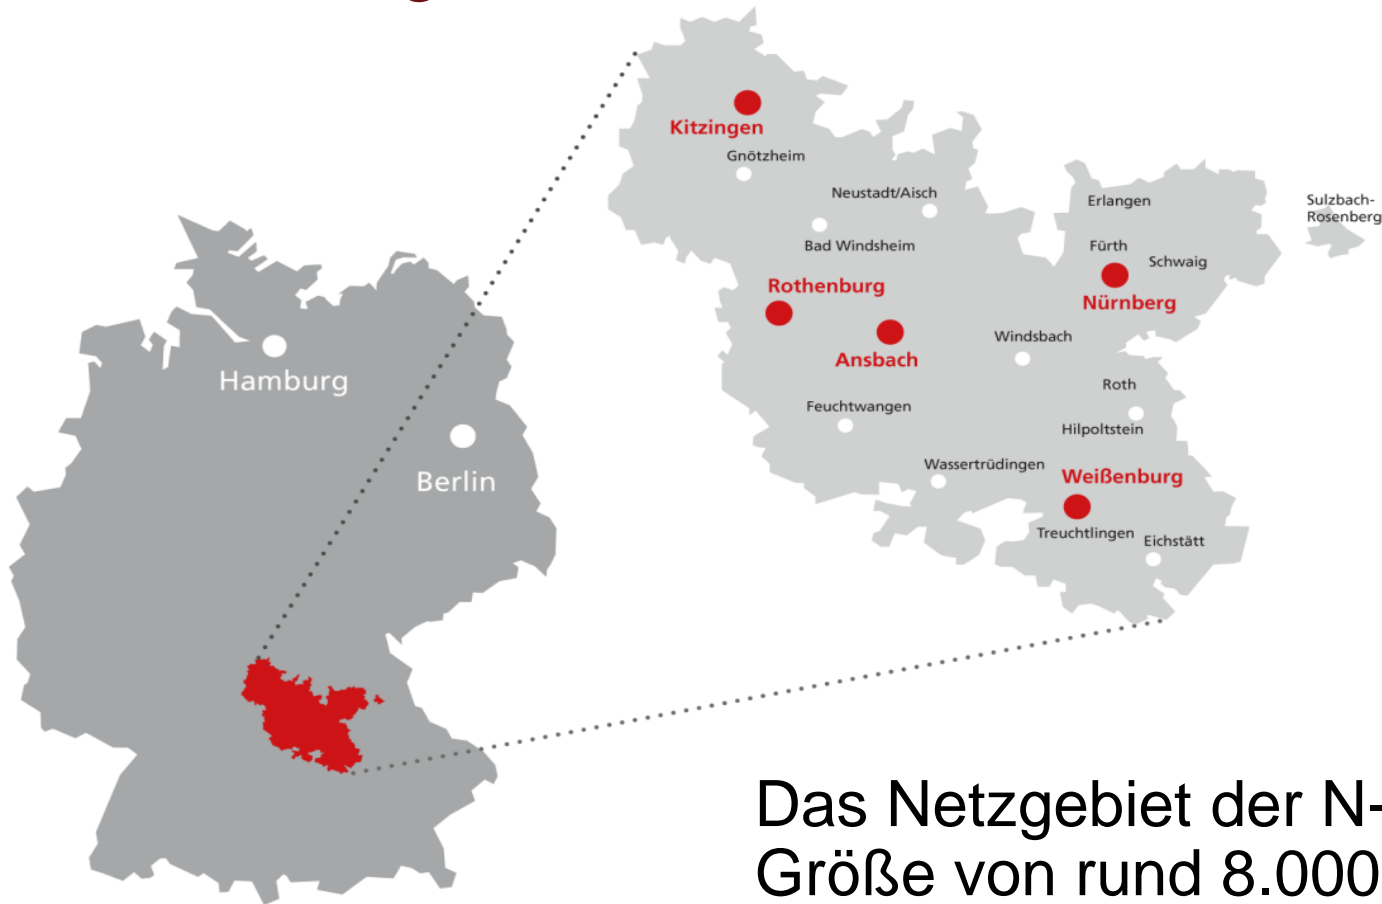 Kitzingen
Gnötzheim
Neustadt/Aisch
Bad Windsheim
Erlangen
Sulzbach-
Rosenberg
Fürth
Schwaig
Nürnberg
Rothenburg
Ansbach
Windsbach
Roth
Feuchtwangen
Hilpoltstein
Wassertrüdingen
Weißenburg
Treuchtlingen
Eichstätt
Hamburg
Berlin
Das Netzgebiet der N-
Größe von rund 8.000